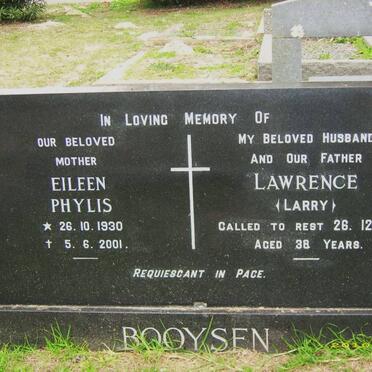 IN LOVING MEMORY OF
OUR BELOVED
MOTHER
EILEEN
PHYLIS
★ 26.10.1930
✝ 5.6.2001.
MY BELOVED HUSBAND
AND OUR FATHER
LAWRENCE
(LARRY)
CALLED TO REST 26.12
AGED 38 YEARS.
REQUIESCANT IN PACE.
BOOYSEN